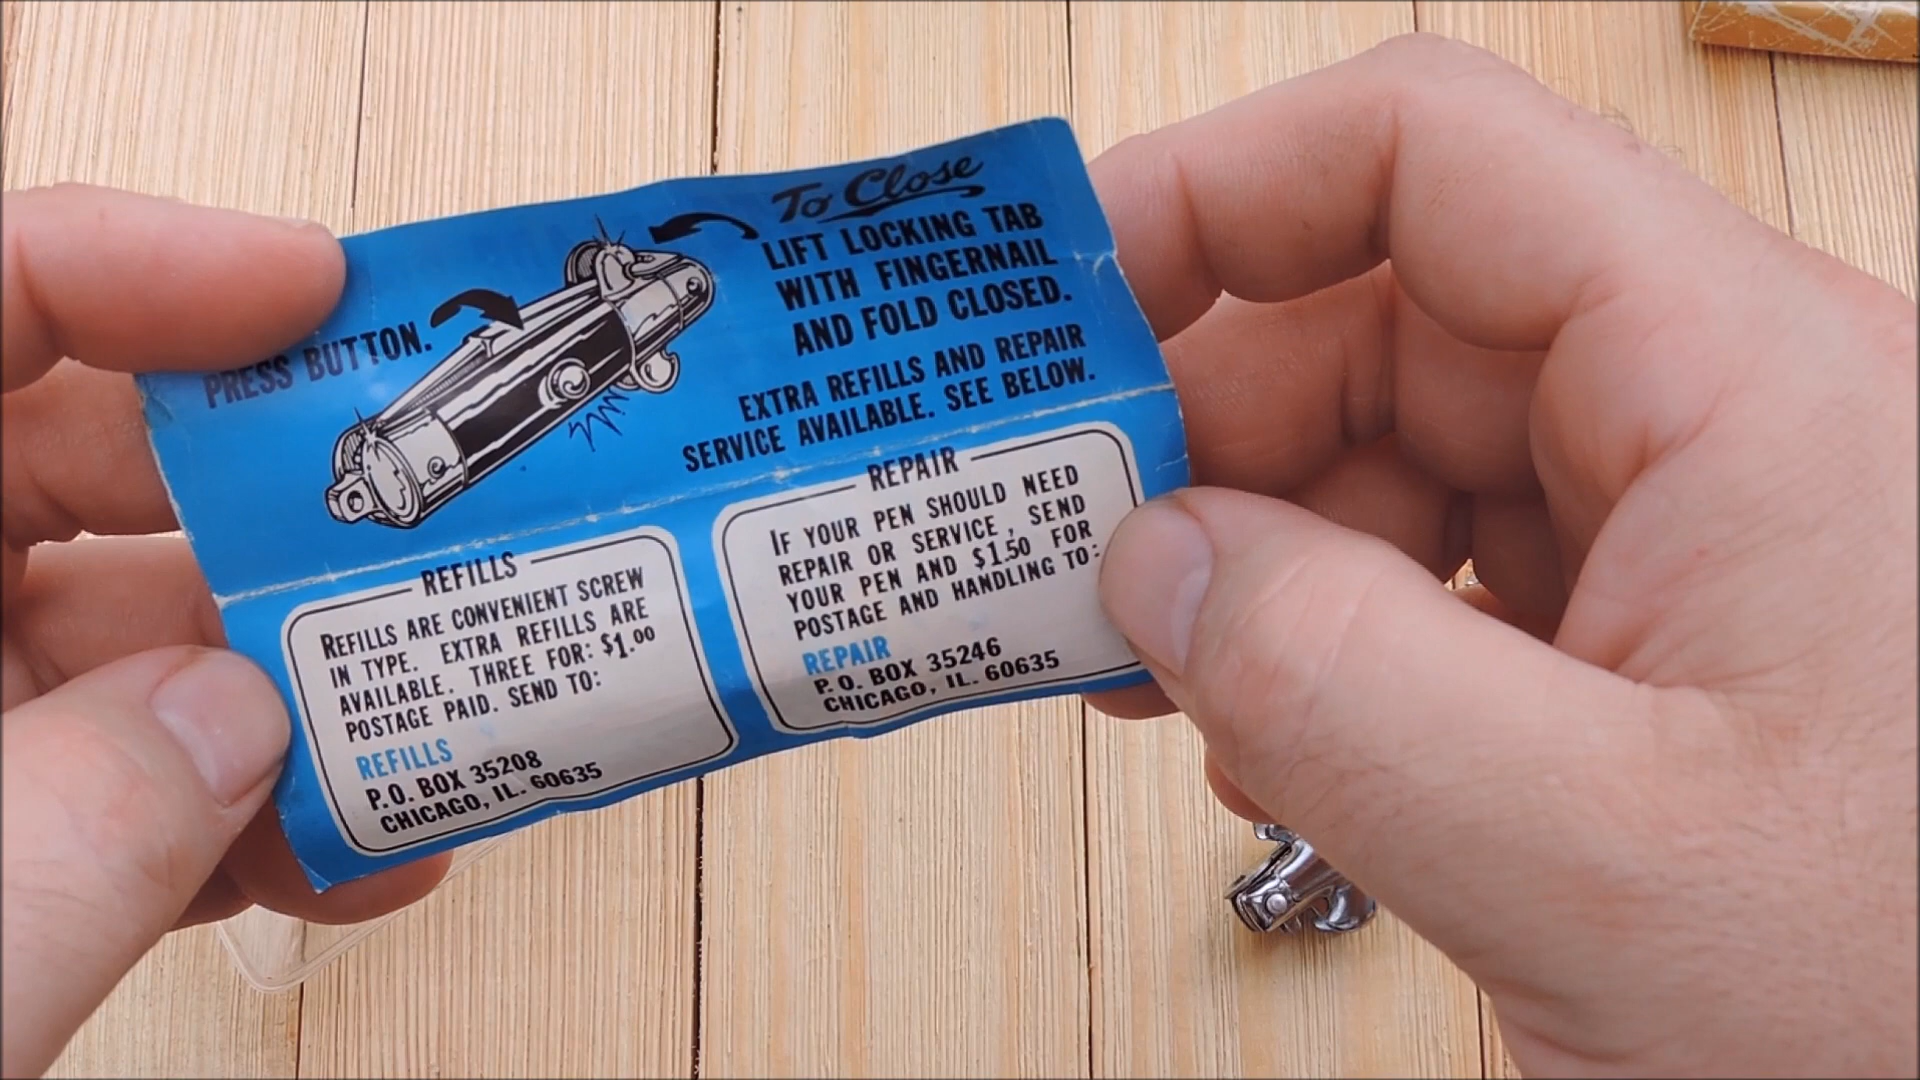 To Close
LIFT LOCKING TAB
WITH FINGERNAIL
AND FOLD CLOSED.
PRESS BUTTON.
EXTRA REFILLS AND REPAIR
SERVICE AVAILABLE. SEE BELOW.
REFILLS
REFILLS ARE CONVENIENT SCREW
IN TYPE. EXTRA REFILLS ARE
AVAILABLE. THREE FOR: $1.00
POSTAGE PAID. SEND TO:
REFILLS
P.O. BOX 35208
CHICAGO, IL. 60635
REPAIR
IF YOUR PEN SHOULD NEED
REPAIR OR SERVICE, SEND
YOUR PEN AND $1.50 FOR
POSTAGE AND HANDLING TO:
REPAIR
P.O. BOX 35246
CHICAGO, IL. 60635